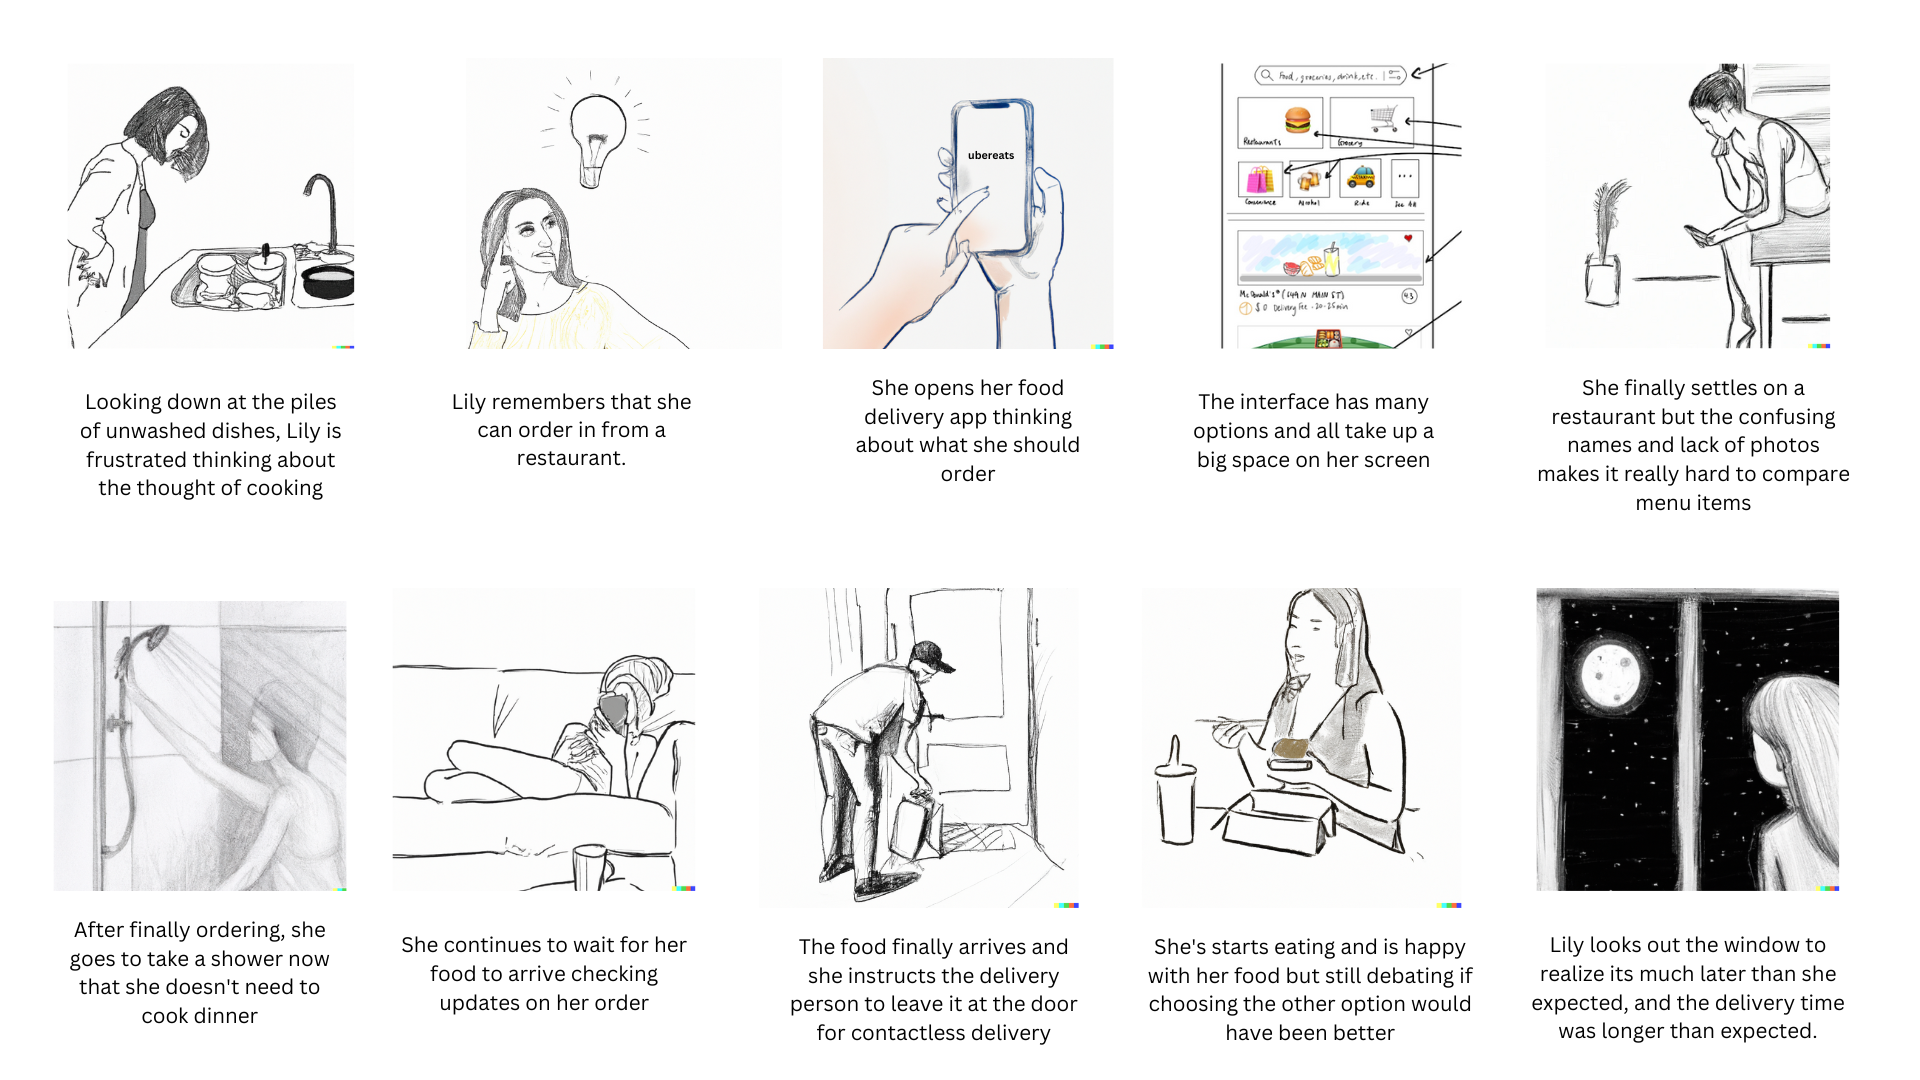 ubereats
Food, groceries, drink, etc.
Restaurants
Grocery
Convenience
Alcohol
Ride
See All
McDonald's® (1499 N MAIN ST)
4.3
$0 Delivery Fee · 20-25 min
Looking down at the piles
of unwashed dishes, Lily is
frustrated thinking about
the thought of cooking
Lily remembers that she
can order in from a
restaurant.
She opens her food
delivery app thinking
about what she should
order
The interface has many
options and all take up a
big space on her screen
She finally settles on a
restaurant but the confusing
names and lack of photos
makes it really hard to compare
menu items
After finally ordering, she
goes to take a shower now
that she doesn't need to
cook dinner
She continues to wait for her
food to arrive checking
updates on her order
The food finally arrives and
she instructs the delivery
person to leave it at the door
for contactless delivery
She's starts eating and is happy
with her food but still debating if
choosing the other option would
have been better
Lily looks out the window to
realize its much later than she
expected, and the delivery time
was longer than expected.